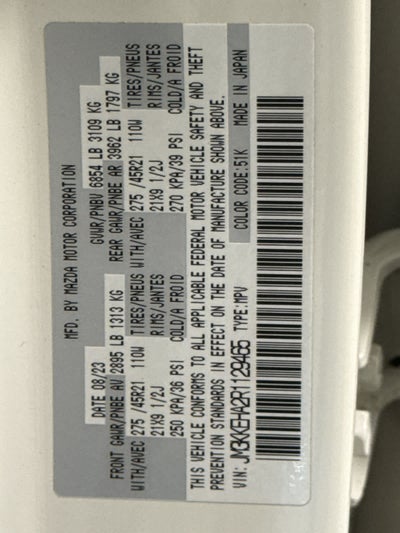 MFD. BY MAZDA MOTOR CORPORATION
DATE 08/23 GVWR/PNBV 6854 LB 3109 KG
FRONT GAWR/PNBE AV 2895 LB 1313 KG REAR GAWR/PNBE AR 3962 LB 1797 KG
WITH/AVEC 275 /45R21 110W TIRES/PNEUS WITH/AVEC 275 /45R21 110W TIRES/PNEUS
21X9 1/2J RIMS/JANTES 21X9 1/2J RIMS/JANTES
250 KPA/36 PSI COLD/A FROID 270 KPA/39 PSI COLD/A FROID
THIS VEHICLE CONFORMS TO ALL APPLICABLE FEDERAL MOTOR VEHICLE SAFETY AND THEFT
PREVENTION STANDARDS IN EFFECT ON THE DATE OF MANUFACTURE SHOWN ABOVE.
VIN: JM3KKEHA2R1129465 TYPE:MPV COLOR CODE:51K MADE IN JAPAN